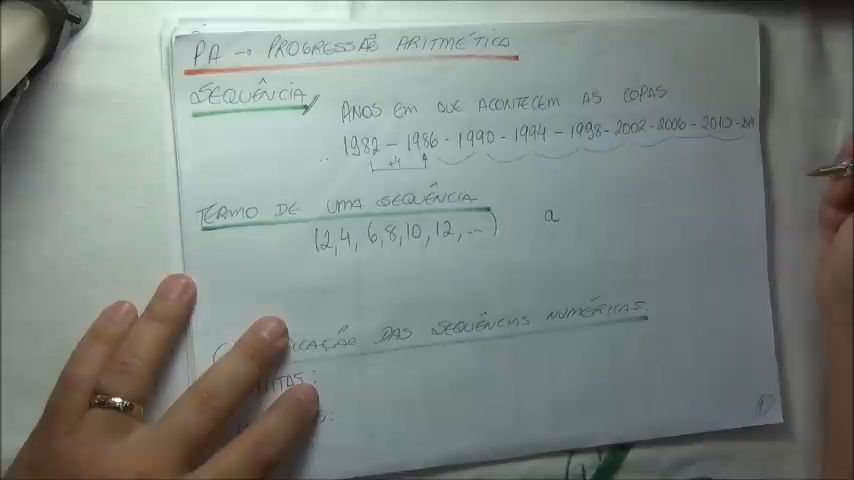 PA → PROGRESSÃO ARITMÉTICA
SEQUÊNCIA
ANOS EM QUE ACONTECEM AS COPAS.
.. 1982 - 1986 - 1990 - 1994 - 1998 - 2002 - 2006 - 2010 -
+4
TERMO DE UMA SEQUÊNCIA
(2,4, 6,8,10,12, ...) a
DAS SEQUÊNCIAS NUMÉRICAS.
1